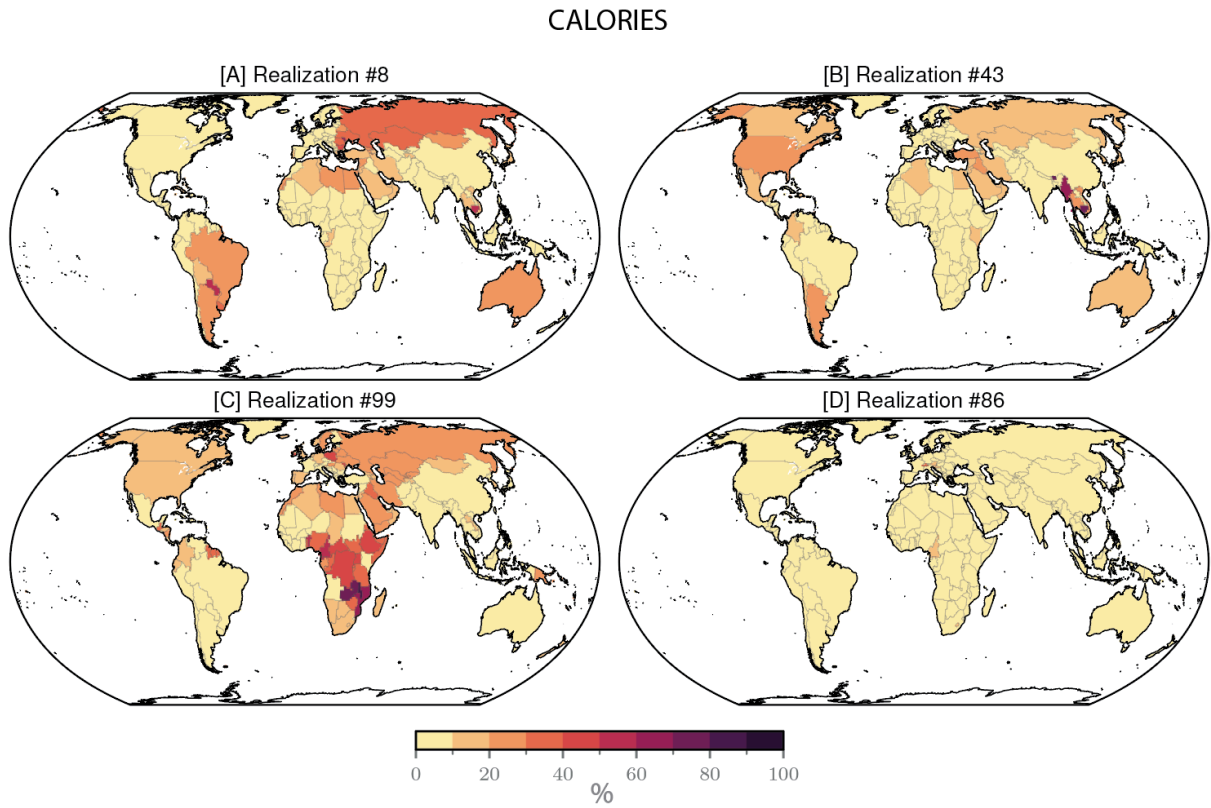 CALORIES
[A] Realization #8
[B] Realization #43
[C] Realization #99
[D] Realization #86
0 20 40 60 80 100
%